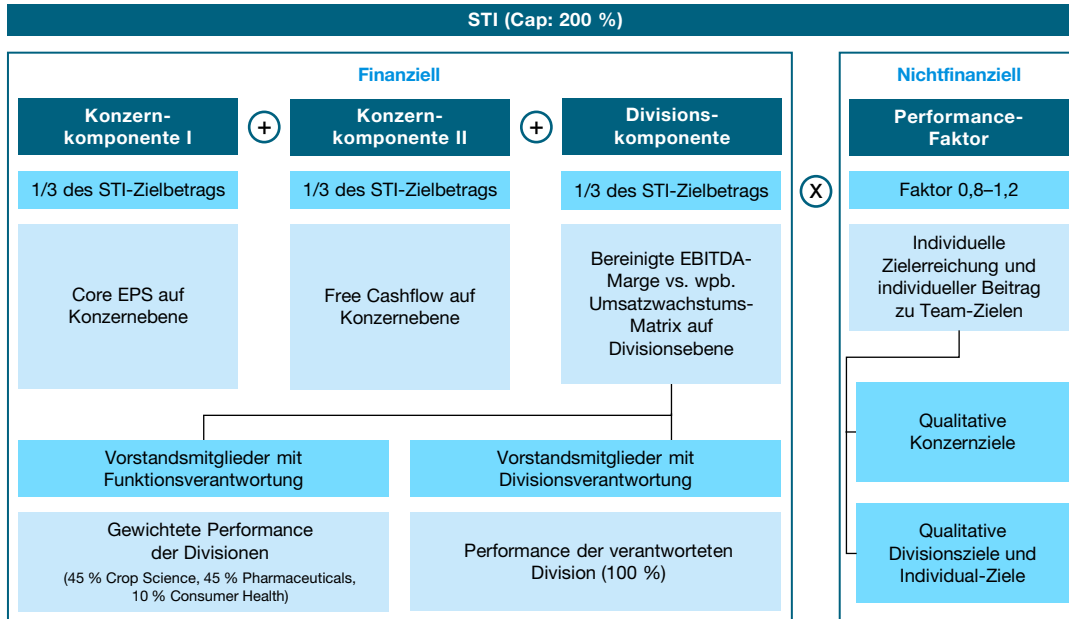 STI (Cap: 200 %)
Finanziell
Konzern-
komponente I
+
Konzern-
komponente II
+
Divisions-
komponente
1/3 des STI-Zielbetrags
1/3 des STI-Zielbetrags
1/3 des STI-Zielbetrags
Core EPS auf
Konzernebene
Free Cashflow auf
Konzernebene
Bereinigte EBITDA-
Marge vs. wpb.
Umsatzwachstums-
Matrix auf
Divisionsebene
Vorstandsmitglieder mit
Funktionsverantwortung
Vorstandsmitglieder mit
Divisionsverantwortung
Gewichtete Performance
der Divisionen
(45 % Crop Science, 45 % Pharmaceuticals,
10 % Consumer Health)
Performance der verantworteten
Division (100 %)
X
Nichtfinanziell
Performance-
Faktor
Faktor 0,8–1,2
Individuelle
Zielerreichung und
individueller Beitrag
zu Team-Zielen
Qualitative
Konzernziele
Qualitative
Divisionsziele und
Individual-Ziele